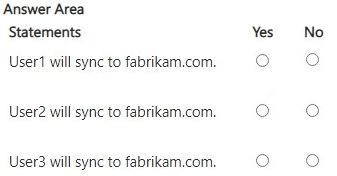 Answer Area
Statements Yes No
User1 will sync to fabrikam.com.
User2 will sync to fabrikam.com.
User3 will sync to fabrikam.com.